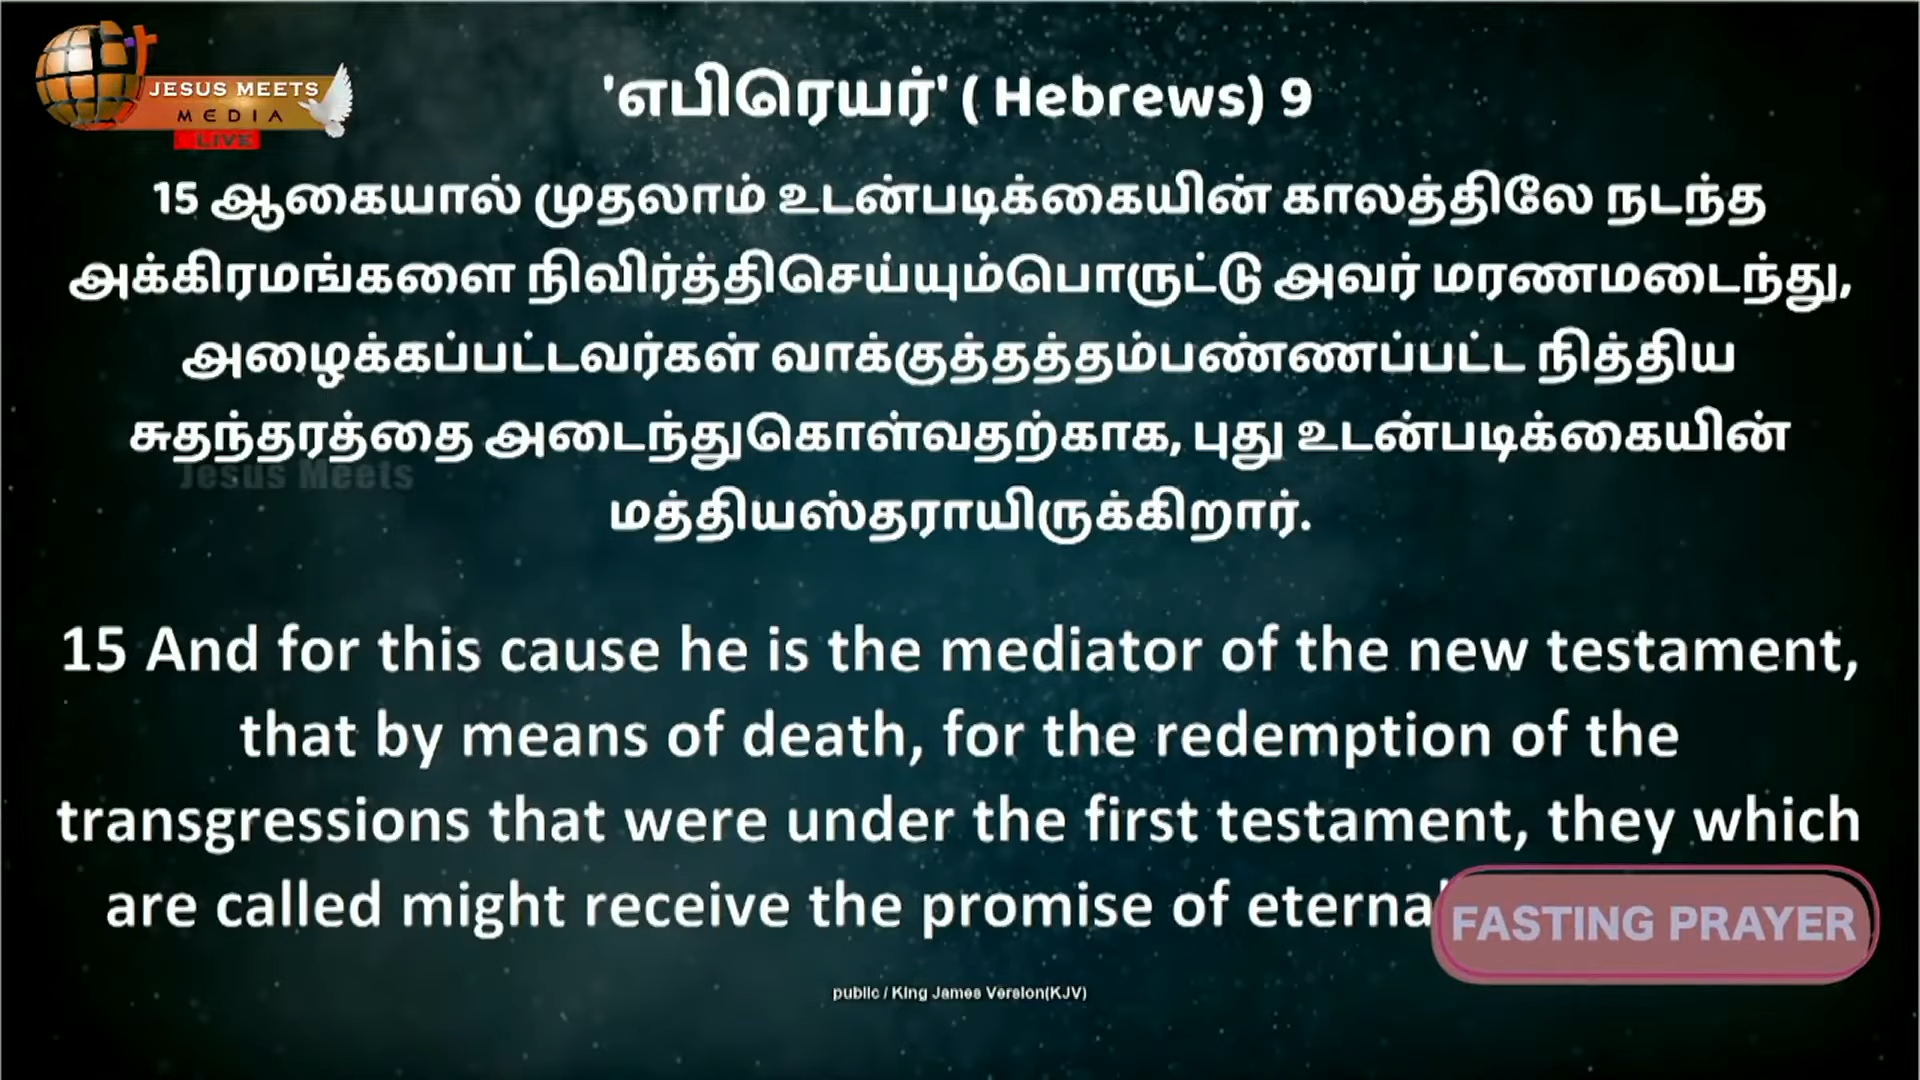 JESUS MEETS
MEDIA
LIVE
'எபிரெயர்' ( Hebrews) 9
15 ஆகையால் முதலாம் உடன்படிக்கையின் காலத்திலே நடந்த
அக்கிரமங்களை நிவிர்த்திசெய்யும்பொருட்டு அவர் மரணமடைந்து,
அழைக்கப்பட்டவர்கள் வாக்குத்தத்தம்பண்ணப்பட்ட நித்திய
சுதந்தரத்தை அடைந்துகொள்வதற்காக, புது உடன்படிக்கையின்
Jesus Meets
மத்தியஸ்தராயிருக்கிறார்.
15 And for this cause he is the mediator of the new testament,
that by means of death, for the redemption of the
transgressions that were under the first testament, they which
are called might receive the promise of
FASTING PRAYER
public / King James Version(KJV)